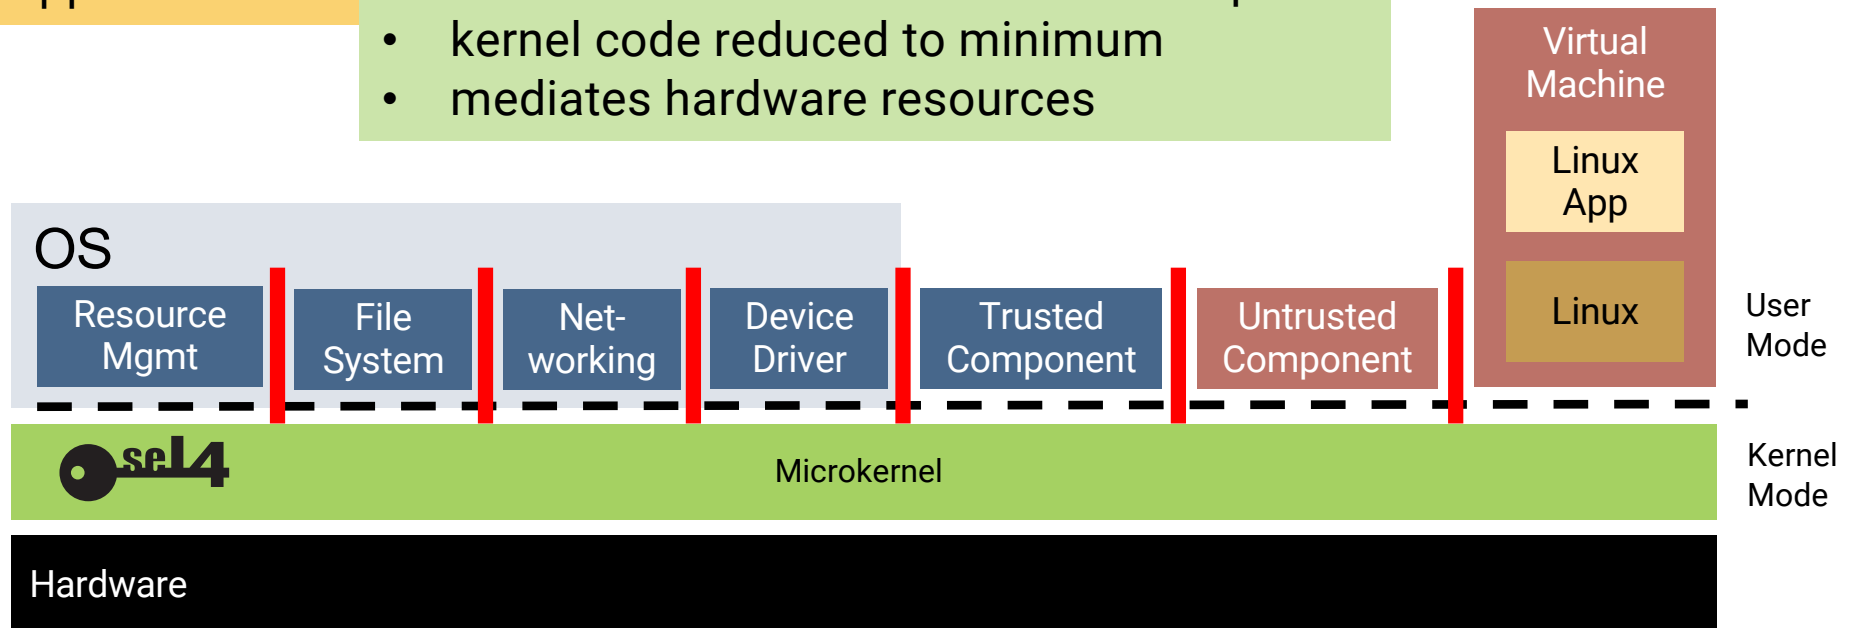 • kernel code reduced to minimum
• mediates hardware resources
Virtual
Machine
Linux
App
Linux
OS
Resource
Mgmt
File
System
Net-
working
Device
Driver
Trusted
Component
Untrusted
Component
User
Mode
seL4
Microkernel
Kernel
Mode
Hardware